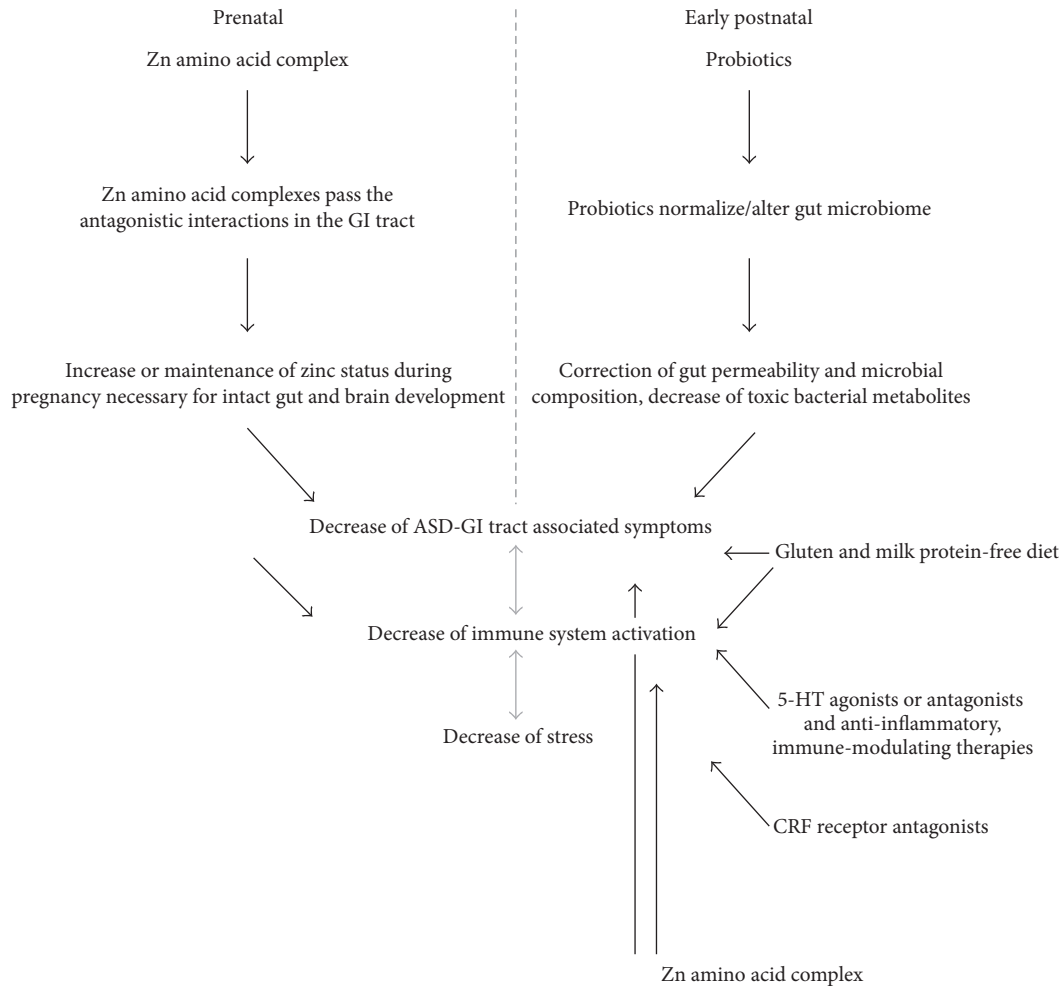 Prenatal
Zn amino acid complex
Zn amino acid complexes pass the
antagonistic interactions in the GI tract
Increase or maintenance of zinc status during
pregnancy necessary for intact gut and brain development
Early postnatal
Probiotics
Probiotics normalize/alter gut microbiome
Correction of gut permeability and microbial
composition, decrease of toxic bacterial metabolites
Decrease of ASD-GI tract associated symptoms
Gluten and milk protein-free diet
Decrease of immune system activation
5-HT agonists or antagonists
and anti-inflammatory,
immune-modulating therapies
Decrease of stress
CRF receptor antagonists
Zn amino acid complex